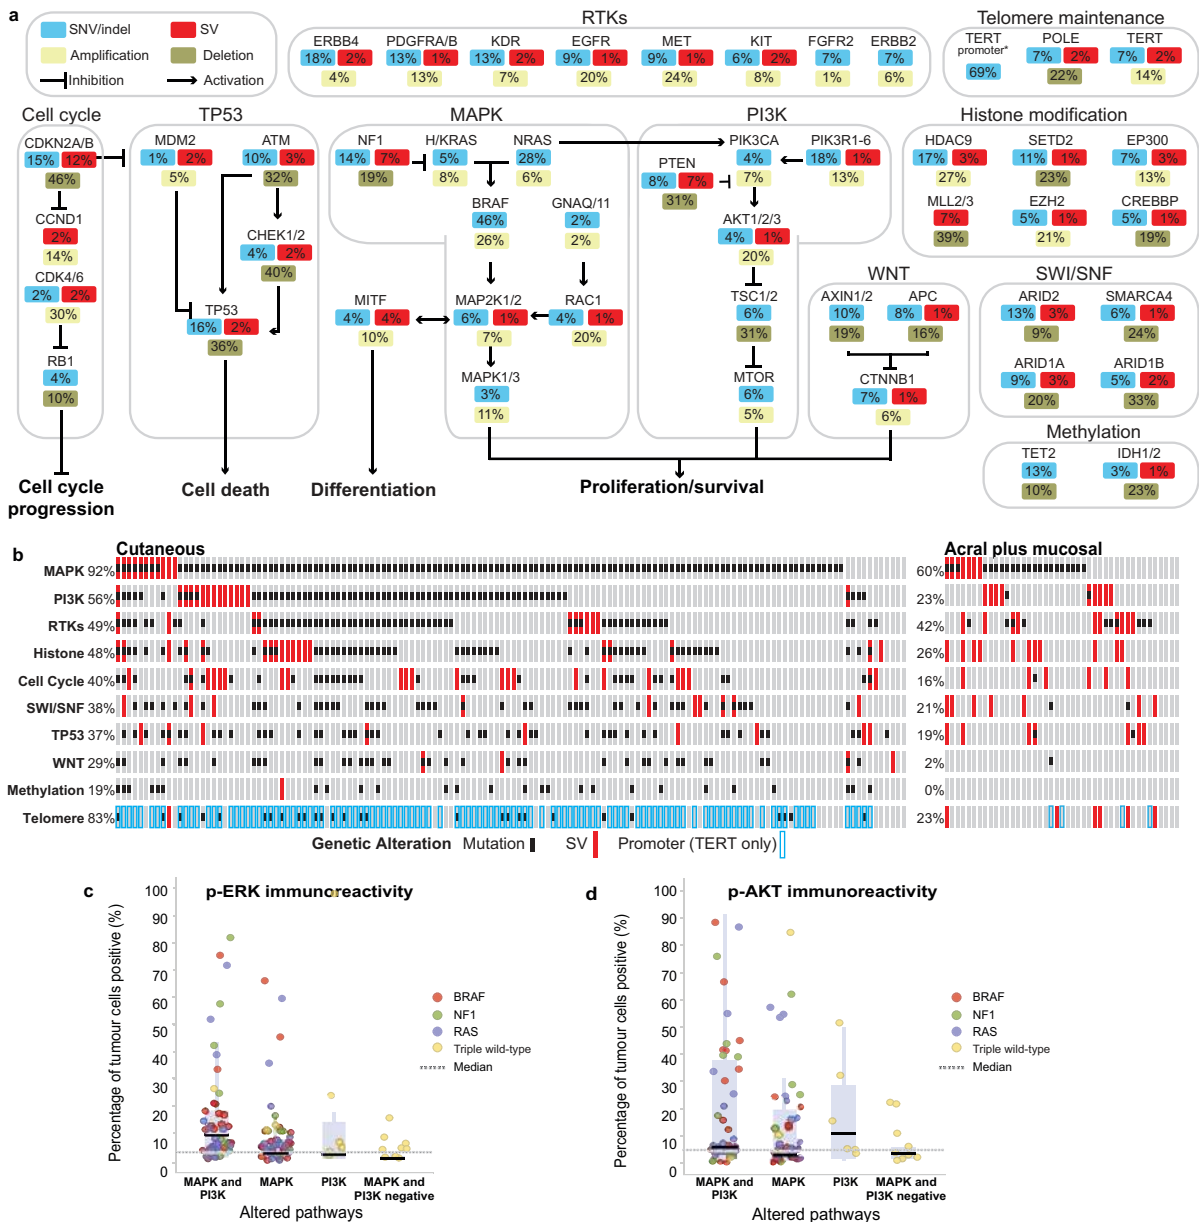 a
SNV/indel SV
Amplification Deletion
Inhibition Activation
RTKs
ERBB4 PDGFRA/B KDR EGFR MET KIT FGFR2 ERBB2
18% 2% 13% 1% 13% 2% 9% 1% 9% 1% 6% 2% 7% 7%
4% 13% 7% 20% 24% 8% 1% 6%
Telomere maintenance
TERT promoter* POLE TERT
69% 7% 2% 7% 2%
22% 14%
Cell cycle
CDKN2A/B
15% 12%
46%
CCND1
2%
14%
CDK4/6
2% 2%
30%
RB1
4%
10%
Cell cycle
progression
TP53
MDM2 ATM
1% 2% 10% 3%
5% 32%
CHEK1/2
4% 2%
40%
TP53
16% 2%
36%
Cell death
MAPK
NF1 H/KRAS NRAS
14% 7% 5% 28%
19% 8% 6%
BRAF GNAQ/11
46% 2%
26% 2%
MITF MAP2K1/2 RAC1
4% 4% 6% 1% 4% 1%
10% 7% 20%
MAPK1/3
3%
11%
Differentiation
PI3K
PIK3CA PIK3R1-6
4% 18% 1%
7% 13%
PTEN
8% 7%
31%
AKT1/2/3
4% 1%
20%
TSC1/2
6%
31%
MTOR
6%
5%
Proliferation/survival
WNT
AXIN1/2 APC
10% 8% 1%
19% 16%
CTNNB1
7% 1%
6%
Histone modification
HDAC9 SETD2 EP300
17% 3% 11% 1% 7% 3%
27% 23% 13%
MLL2/3 EZH2 CREBBP
7% 5% 1% 5% 1%
39% 21% 19%
SWI/SNF
ARID2 SMARCA4
13% 3% 6% 1%
9% 24%
ARID1A ARID1B
9% 3% 5% 2%
20% 33%
Methylation
TET2 IDH1/2
13% 3% 1%
10% 23%
b
Cutaneous Acral plus mucosal
MAPK 92% 60%
PI3K 56% 23%
RTKs 49% 42%
Histone 48% 26%
Cell Cycle 40% 16%
SWI/SNF 38% 21%
TP53 37% 19%
WNT 29% 2%
Methylation 19% 0%
Telomere 83% 23%
Genetic Alteration Mutation SV Promoter (TERT only)
c
p-ERK immunoreactivity
Percentage of tumour cells positive (%)
100
90
80
70
60
50
40
30
20
10
0
BRAF
NF1
RAS
Triple wild-type
Median
MAPK and PI3K MAPK PI3K MAPK and PI3K negative
Altered pathways
d
p-AKT immunoreactivity
Percentage of tumour cells positive (%)
100
90
80
70
60
50
40
30
20
10
0
BRAF
NF1
RAS
Triple wild-type
Median
MAPK and PI3K MAPK PI3K MAPK and PI3K negative
Altered pathways